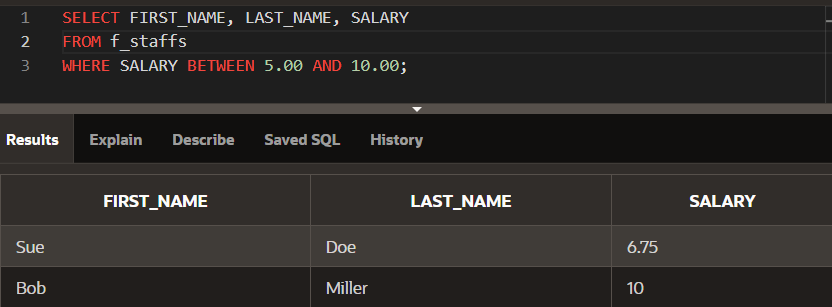 1 SELECT FIRST_NAME, LAST_NAME, SALARY
2 FROM f_staffs
3 WHERE SALARY BETWEEN 5.00 AND 10.00;
Results Explain Describe Saved SQL History
FIRST_NAME LAST_NAME SALARY
Sue Doe 6.75
Bob Miller 10